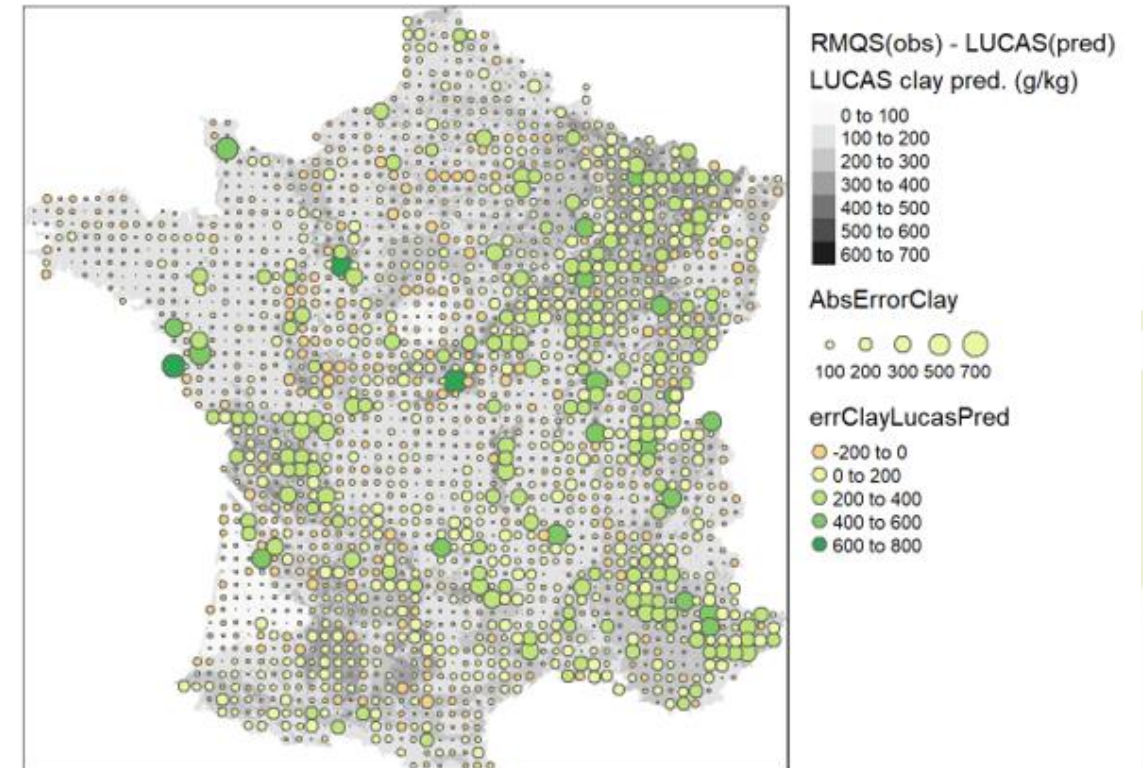 RMQS(obs) - LUCAS(pred)
LUCAS clay pred. (g/kg)
0 to 100
100 to 200
200 to 300
300 to 400
400 to 500
500 to 600
600 to 700
AbsErrorClay
100 200 300 500 700
errClayLucasPred
-200 to 0
0 to 200
200 to 400
400 to 600
600 to 800